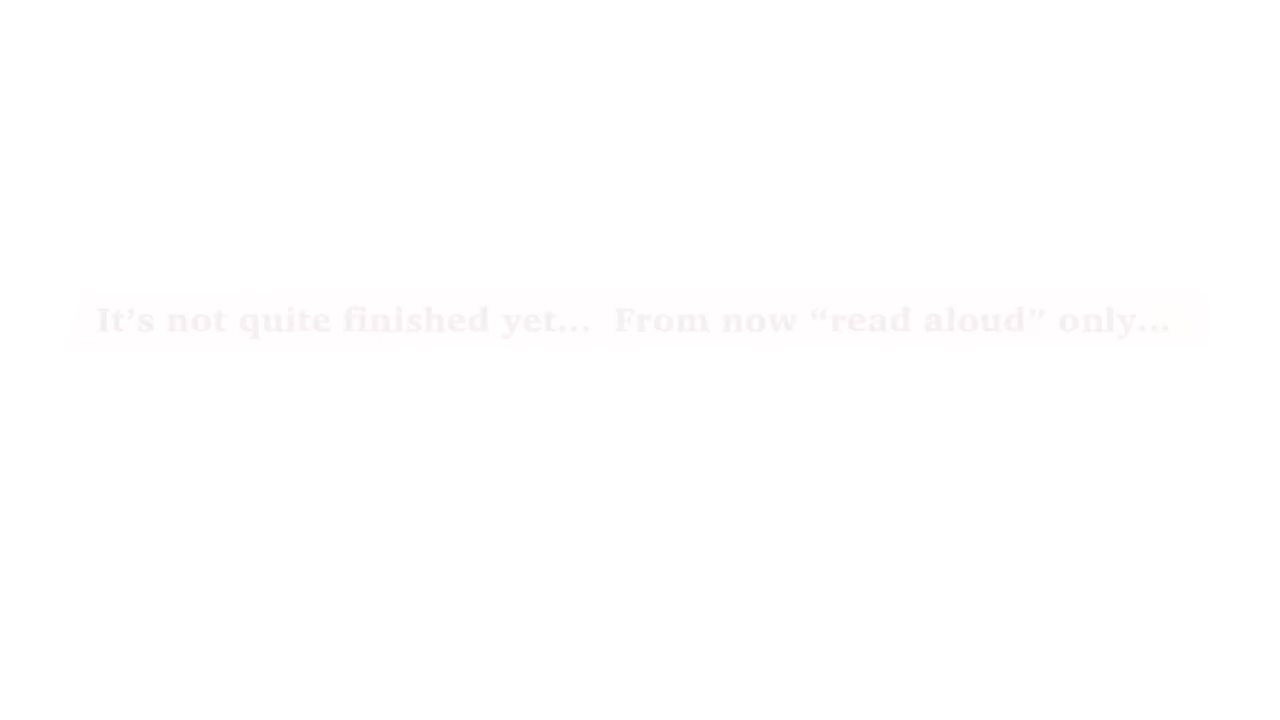 It’s not quite finished yet... From now “read aloud” only...